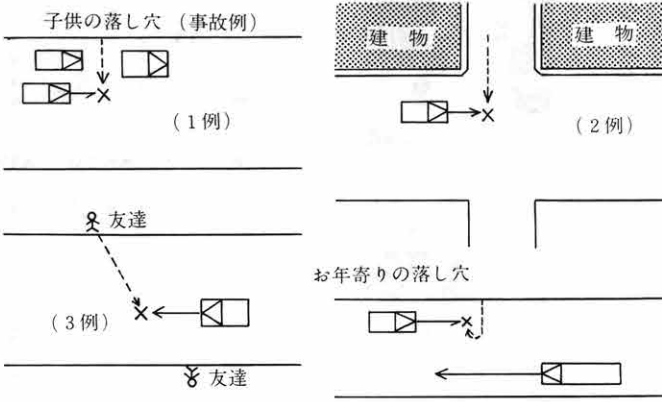 子供の落し穴 (事故例)
(1例)
建 物
建 物
(2例)
友達
(3例)
友達
お年寄りの落し穴